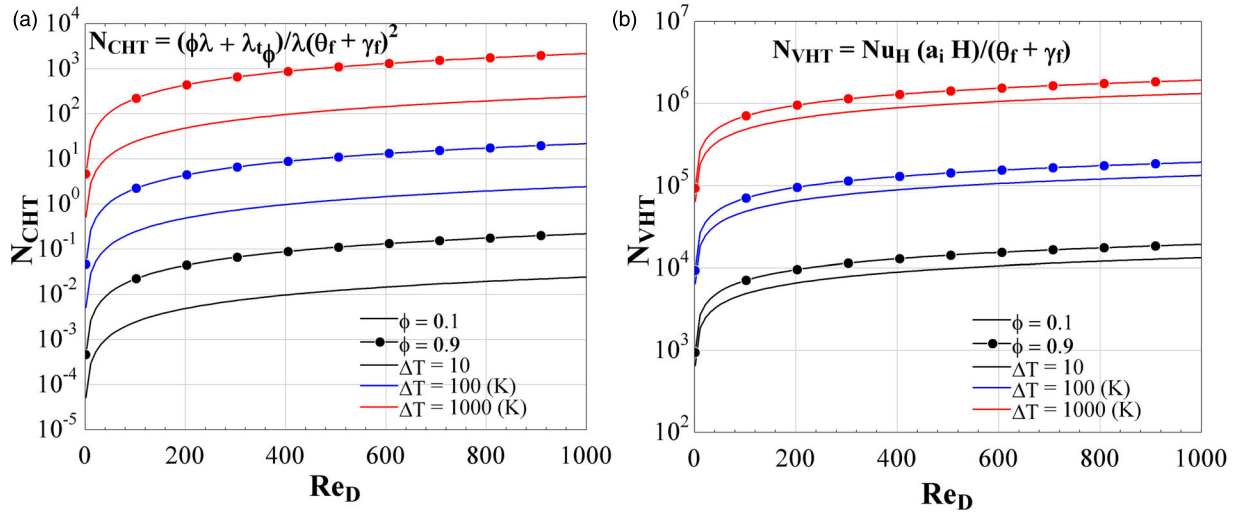 (a)
N_CHT = (ϕλ + λ_tϕ)/λ(θ_f + γ_f)^2
N_CHT
10^5
10^4
10^3
10^2
10^1
10^0
10^-1
10^-2
10^-3
10^-4
10^-5
ϕ = 0.1
ϕ = 0.9
ΔT = 10
ΔT = 100 (K)
ΔT = 1000 (K)
0
200
400
600
800
1000
Re_D
(b)
N_VHT = Nu_H (a_i H)/(θ_f + γ_f)
N_VHT
10^7
10^6
10^5
10^4
10^3
10^2
ϕ = 0.1
ϕ = 0.9
ΔT = 10
ΔT = 100 (K)
ΔT = 1000 (K)
0
200
400
600
800
1000
Re_D